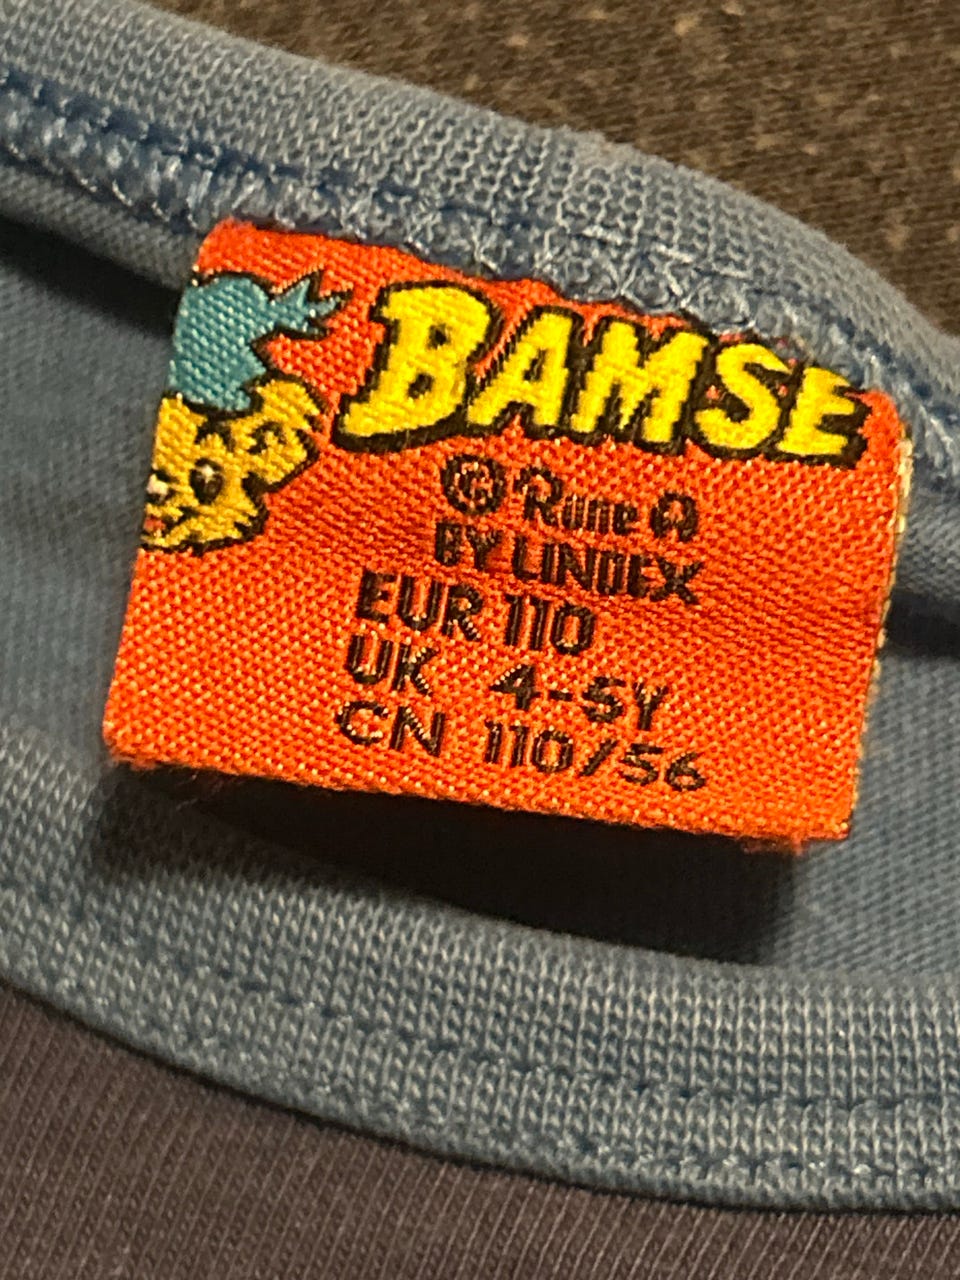 BAMSE
© Rune A
BY LINDEX
EUR 110
UK 4-5Y
CN 110/56